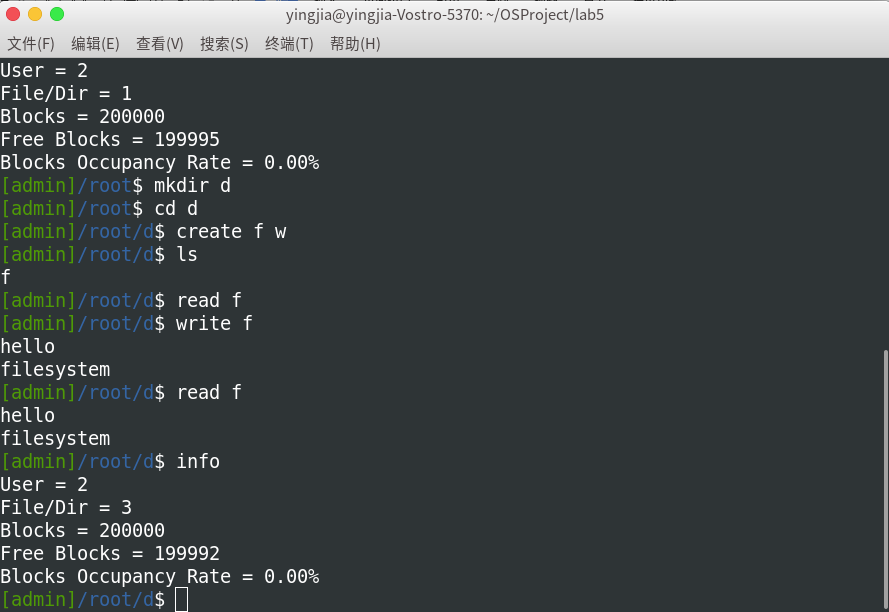 yingjia@yingjia-Vostro-5370: ~/OSProject/lab5
文件(F) 编辑(E) 查看(V) 搜索(S) 终端(T) 帮助(H)
User = 2
File/Dir = 1
Blocks = 200000
Free Blocks = 199995
Blocks Occupancy Rate = 0.00%
[admin]/root$ mkdir d
[admin]/root$ cd d
[admin]/root/d$ create f w
[admin]/root/d$ ls
f
[admin]/root/d$ read f
[admin]/root/d$ write f
hello
filesystem
[admin]/root/d$ read f
hello
filesystem
[admin]/root/d$ info
User = 2
File/Dir = 3
Blocks = 200000
Free Blocks = 199992
Blocks Occupancy Rate = 0.00%
[admin]/root/d$